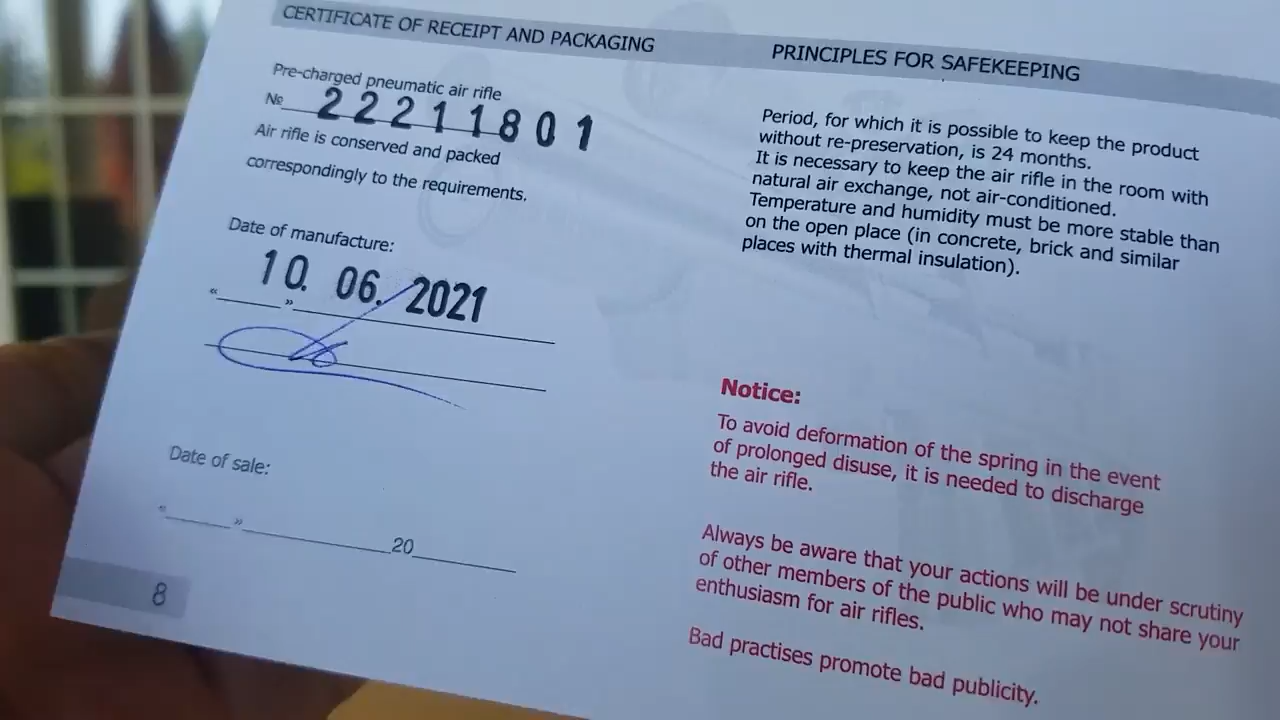 CERTIFICATE OF RECEIPT AND PACKAGING
Pre-charged pneumatic air rifle
№ 22211801
Air rifle is conserved and packed
correspondingly to the requirements.
Date of manufacture:
10. 06. 2021
“ ”
Date of sale:
“ ” 20
8
PRINCIPLES FOR SAFEKEEPING
Period, for which it is possible to keep the product
without re-preservation, is 24 months.
It is necessary to keep the air rifle in the room with
natural air exchange, not air-conditioned.
Temperature and humidity must be more stable than
on the open place (in concrete, brick and similar
places with thermal insulation).
Notice:
To avoid deformation of the spring in the event
of prolonged disuse, it is needed to discharge
the air rifle.
Always be aware that your actions will be under scrutiny
of other members of the public who may not share your
enthusiasm for air rifles.
Bad practises promote bad publicity.